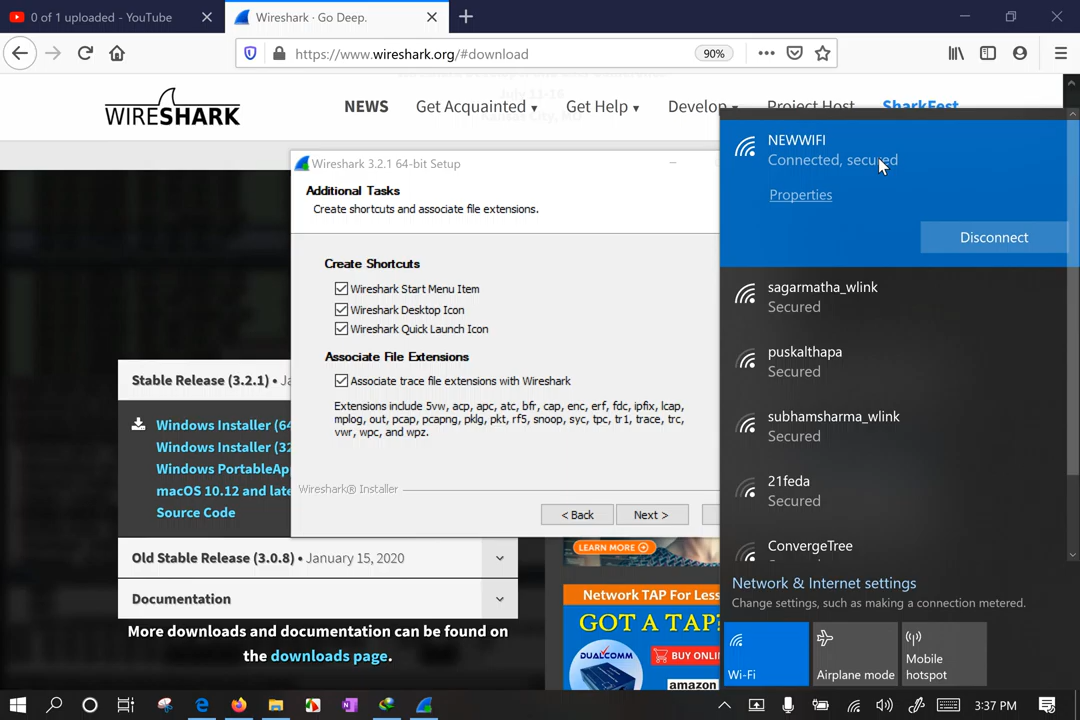 0 of 1 uploaded - YouTube
Wireshark · Go Deep.
https://www.wireshark.org/#download
90%
WIRESHARK
NEWS
Get Acquainted
Get Help
Develop
Project Host
SharkFest
July 11-16
Kansas City, MO
Wireshark 3.2.1 64-bit Setup
Additional Tasks
Create shortcuts and associate file extensions.
Create Shortcuts
Wireshark Start Menu Item
Wireshark Desktop Icon
Wireshark Quick Launch Icon
Associate File Extensions
Associate trace file extensions with Wireshark
Extensions include 5vw, acp, apc, atc, bfr, cap, enc, erf, fdc, ipfix, lcap,
mplog, out, pcap, pcapng, pklg, pkt, rf5, snoop, syc, tpc, tr1, trace, trc,
vwr, wpc, and wpz.
Wireshark® Installer
< Back
Next >
Stable Release (3.2.1) •
Windows Installer (64
Windows Installer (32
Windows PortableApp
macOS 10.12 and late
Source Code
Old Stable Release (3.0.8) • January 15, 2020
Documentation
More downloads and documentation can be found on
the downloads page.
LEARN MORE
Network TAP For Less
GOT A TAP?
DUALCOMM
BUY ONLI
amazon
NEWWIFI
Connected, secured
Properties
Disconnect
sagarmatha_wlink
Secured
puskalthapa
Secured
subhamsharma_wlink
Secured
21feda
Secured
ConvergeTree
Network & Internet settings
Change settings, such as making a connection metered.
Wi-Fi
Airplane mode
Mobile
hotspot
3:37 PM